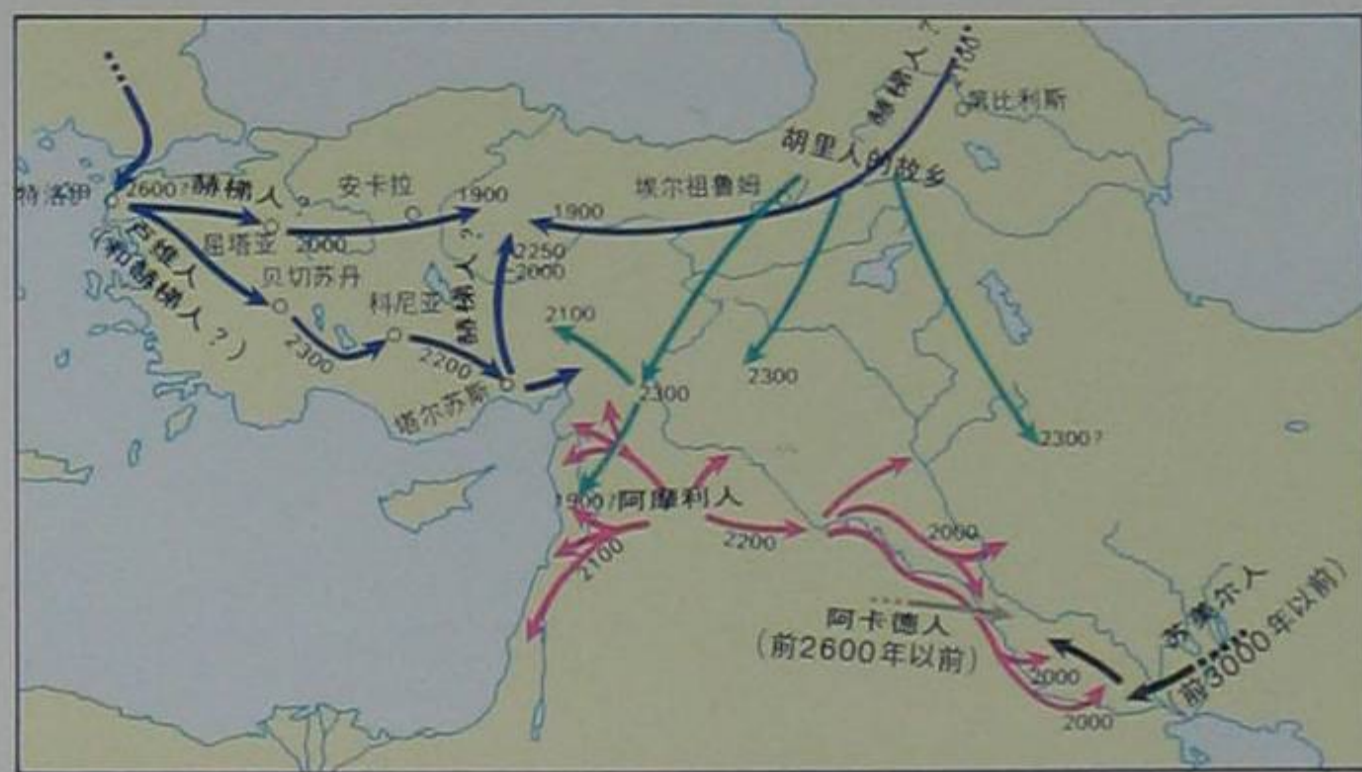 赫梯人?
第比利斯
胡里人的故乡
特洛伊
2600?
赫梯人?
安卡拉
1900
埃尔祖鲁姆
1900
屈塔亚
2000
卢维人
和赫梯人?)
贝切苏丹
科尼亚
赫梯人?
2250
2000
2100
2300
2200
2300
2300
塔尔苏斯
2300?
1900?
阿摩利人
2200
2000
2100
阿卡德人
(前2600年以前)
苏美尔人
(前3000年以前)
2000
2000